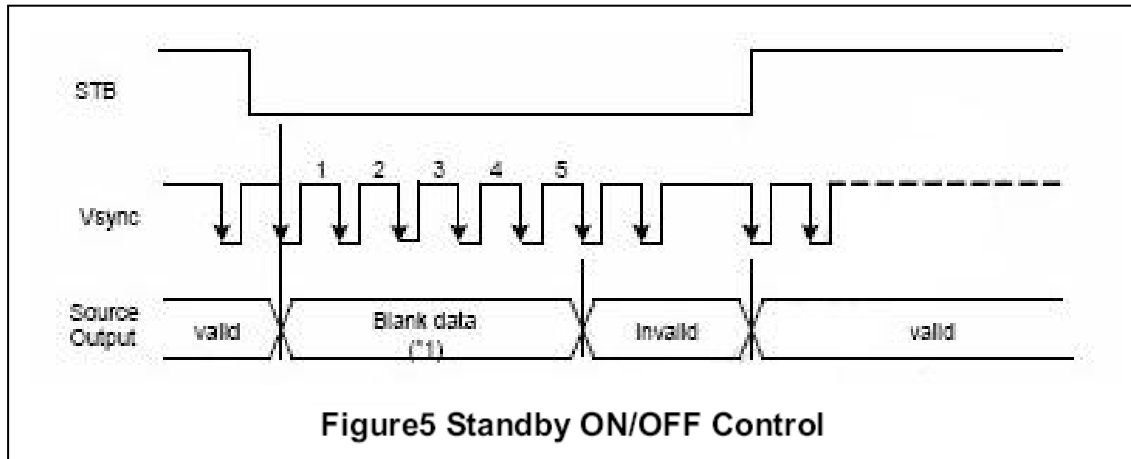 STB
1 2 3 4 5
Vsync
Source
Output
valid
Blank data
(*1)
Invalid
valid
Figure5 Standby ON/OFF Control